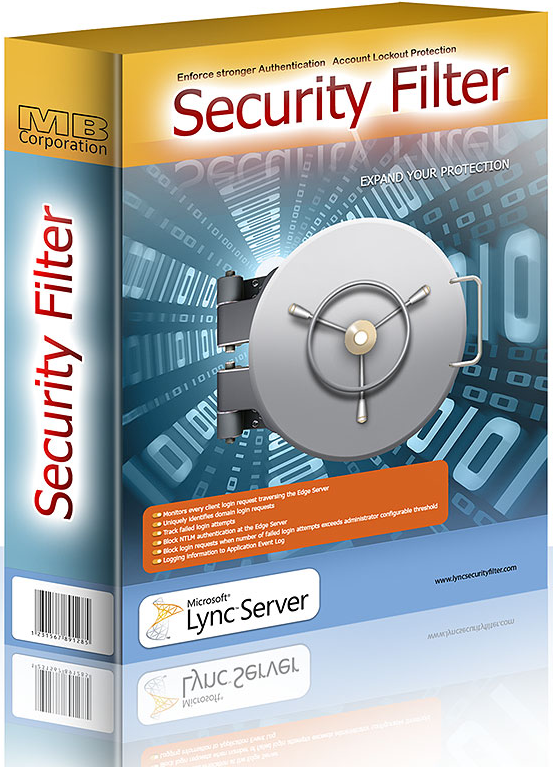 Enforce stronger Authentication Account Lockout Protection
Security Filter
EXPAND YOUR PROTECTION
MB
Corporation
Security Filter
Monitors every client login request traversing the Edge Server
Uniquely identifies domain login requests
Track failed login attempts
Block NTLM authentication at the Edge Server
Block login requests when number of failed login attempts exceeds administrator configurable threshold
Logging Information to Application Event Log
www.lyncsecurityfilter.com
Microsoft®
Lync™ Server